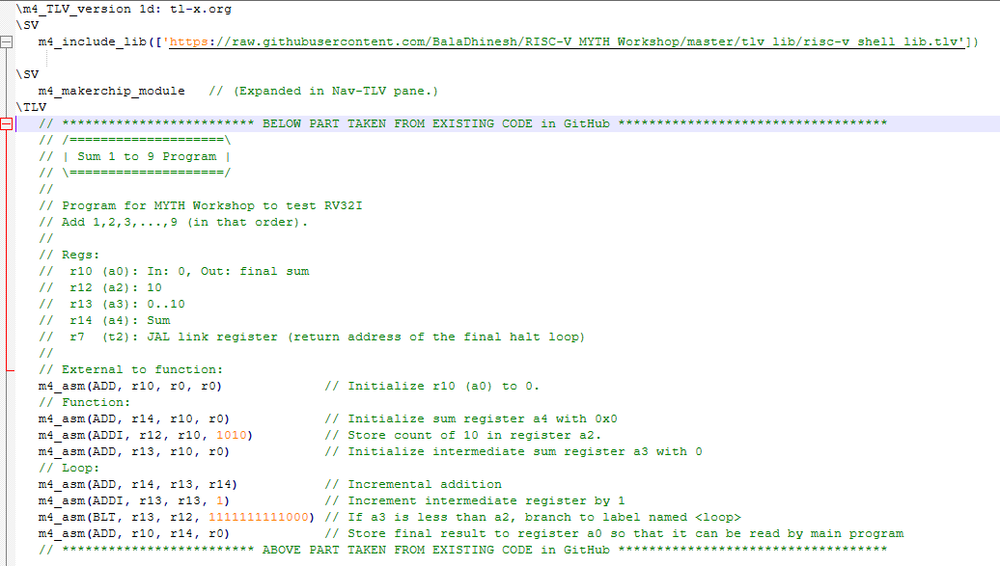 \m4_TLV_version 1d: tl-x.org
\SV
m4_include_lib(['https://raw.githubusercontent.com/BalaDhinesh/RISC-V_MYTH_Workshop/master/tlv_lib/risc-v_shell_lib.tlv'])
\SV
m4_makerchip_module   // (Expanded in Nav-TLV pane.)
\TLV
// ************************* BELOW PART TAKEN FROM EXISTING CODE in GitHub ***********************************
// /====================\
// | Sum 1 to 9 Program |
// \====================/
//
// Program for MYTH Workshop to test RV32I
// Add 1,2,3,...,9 (in that order).
//
// Regs:
//  r10 (a0): In: 0, Out: final sum
//  r12 (a2): 10
//  r13 (a3): 0..10
//  r14 (a4): Sum
//  r7  (t2): JAL link register (return address of the final halt loop)
//
// External to function:
m4_asm(ADD, r10, r0, r0)             // Initialize r10 (a0) to 0.
// Function:
m4_asm(ADD, r14, r10, r0)            // Initialize sum register a4 with 0x0
m4_asm(ADDI, r12, r10, 1010)         // Store count of 10 in register a2.
m4_asm(ADD, r13, r10, r0)            // Initialize intermediate sum register a3 with 0
// Loop:
m4_asm(ADD, r14, r13, r14)           // Incremental addition
m4_asm(ADDI, r13, r13, 1)            // Increment intermediate register by 1
m4_asm(BLT, r13, r12, 1111111111000) // If a3 is less than a2, branch to label named <loop>
m4_asm(ADD, r10, r14, r0)            // Store final result to register a0 so that it can be read by main program
// ************************* ABOVE PART TAKEN FROM EXISTING CODE in GitHub ***********************************